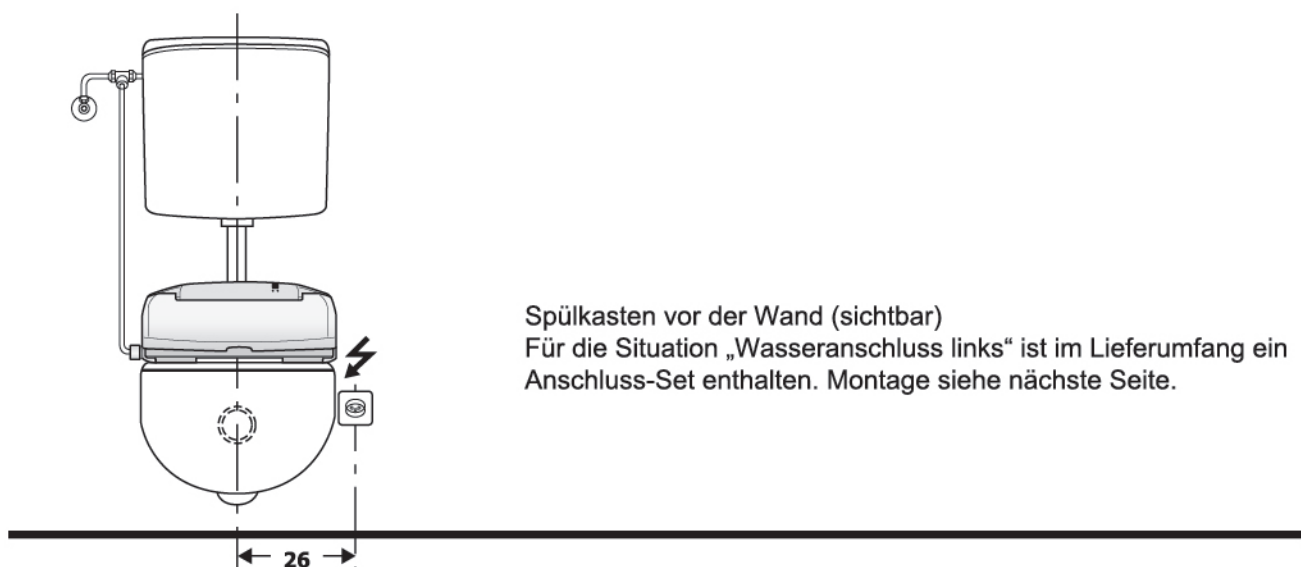 Spülkasten vor der Wand (sichtbar)
Für die Situation „Wasseranschluss links“ ist im Lieferumfang ein
Anschluss-Set enthalten. Montage siehe nächste Seite.
26